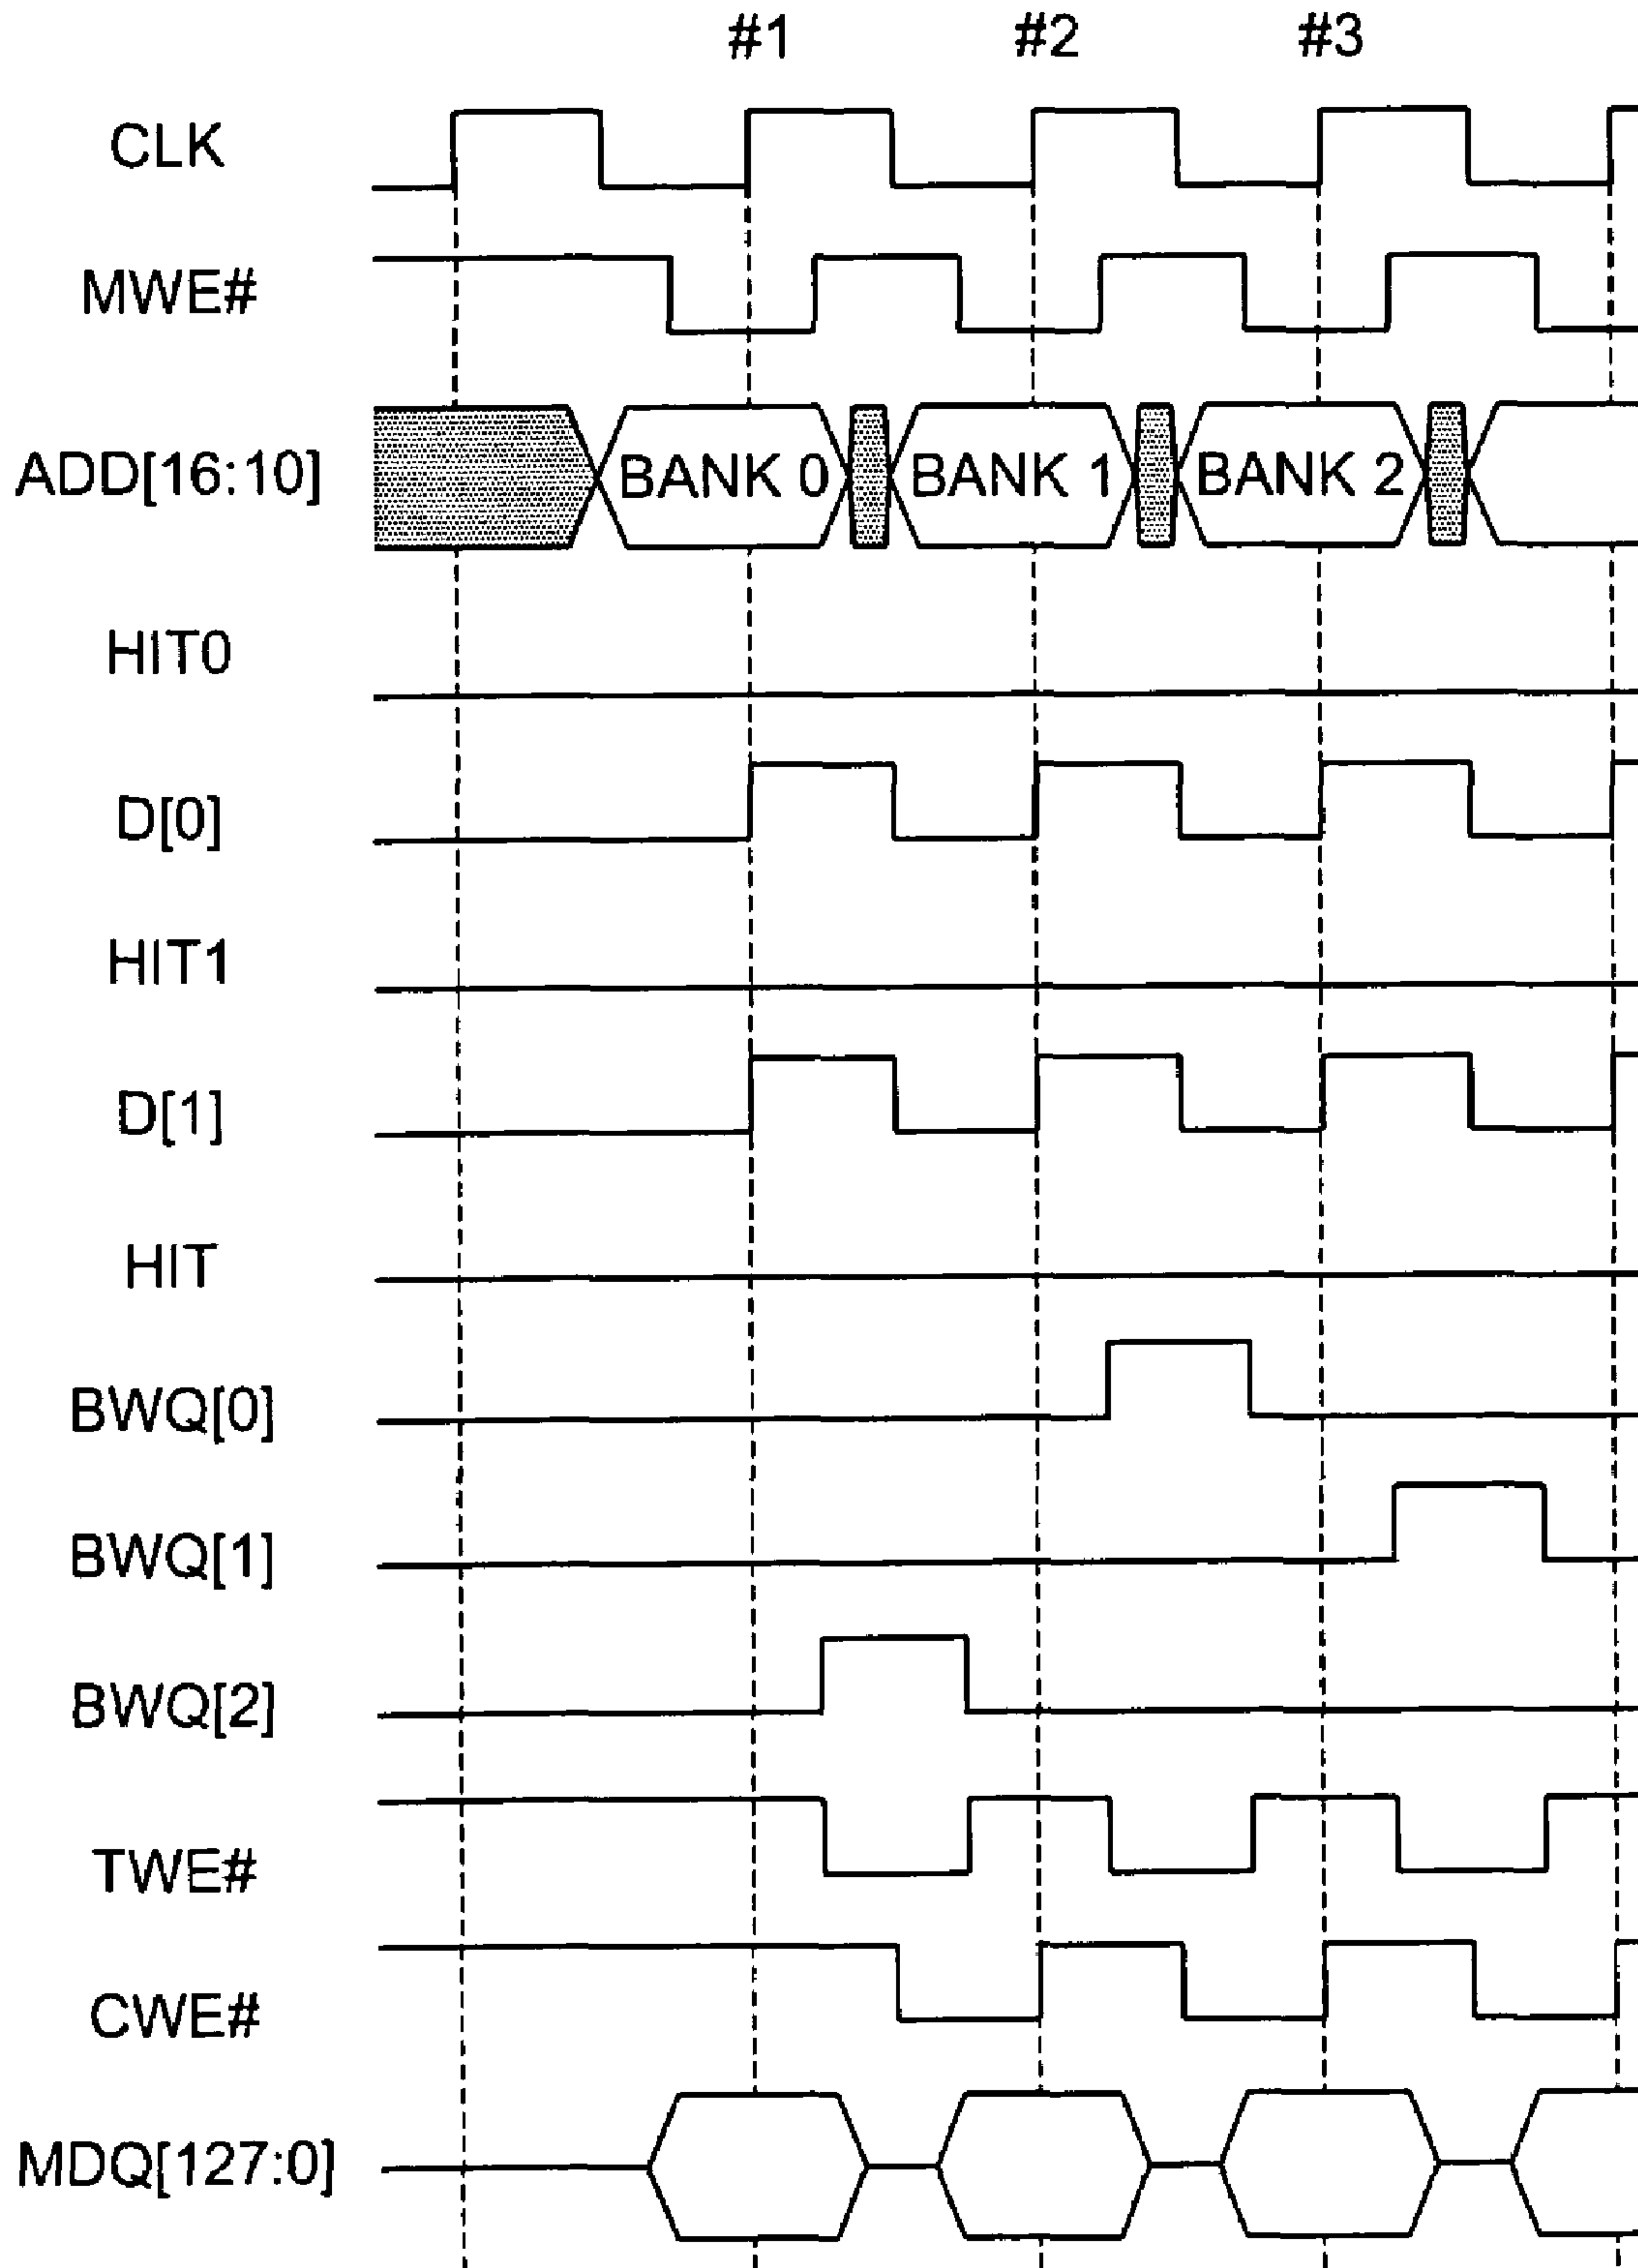 #1 #2 #3
CLK
MWE#
ADD[16:10] BANK 0 BANK 1 BANK 2
HIT0
D[0]
HIT1
D[1]
HIT
BWQ[0]
BWQ[1]
BWQ[2]
TWE#
CWE#
MDQ[127:0]